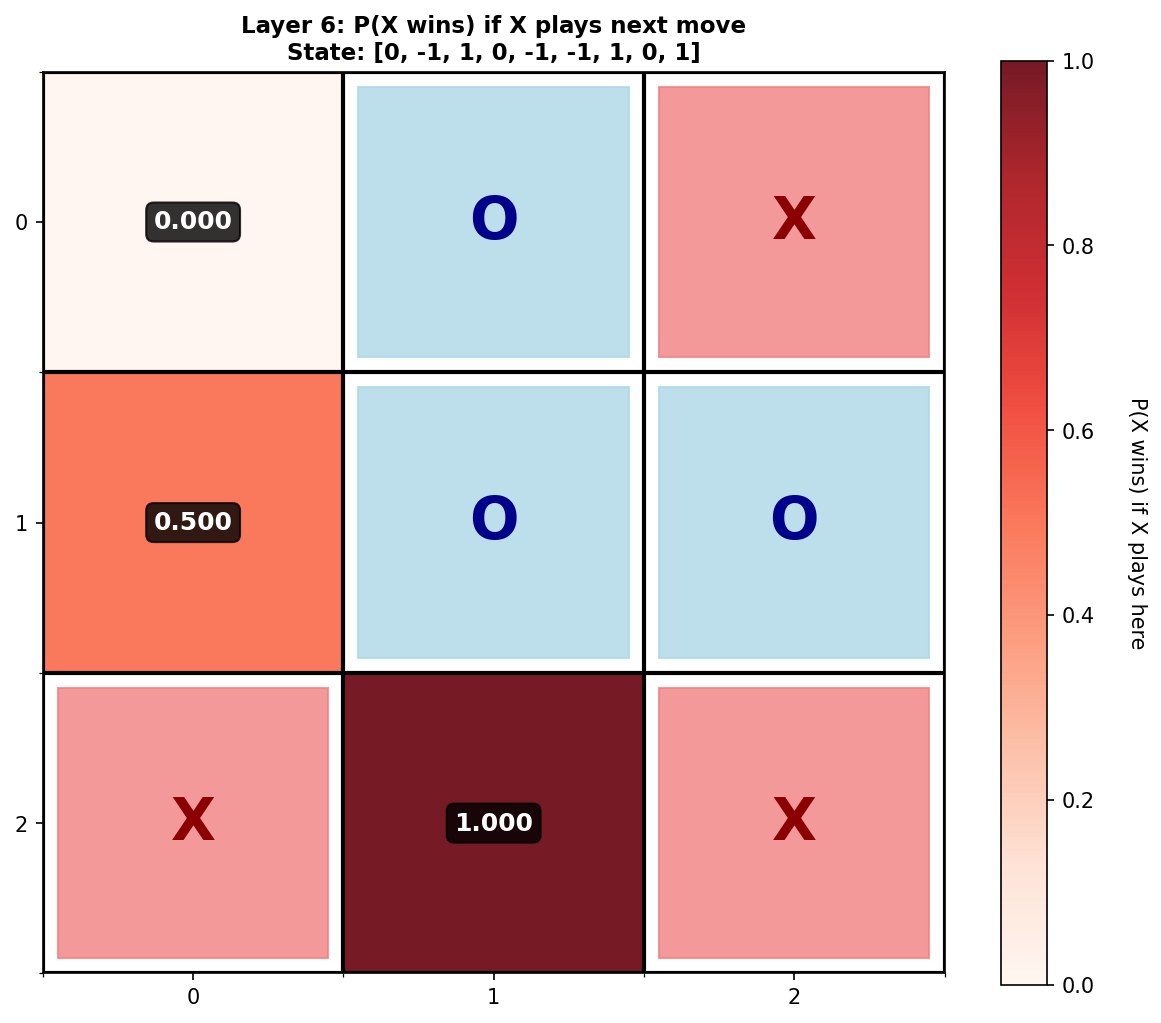 Layer 6: P(X wins) if X plays next move
State: [0, -1, 1, 0, -1, -1, 1, 0, 1]
0
0.000
O
X
1
0.500
O
O
2
X
1.000
X
0
1
2
1.0
0.8
0.6
0.4
0.2
0.0
P(X wins) if X plays here